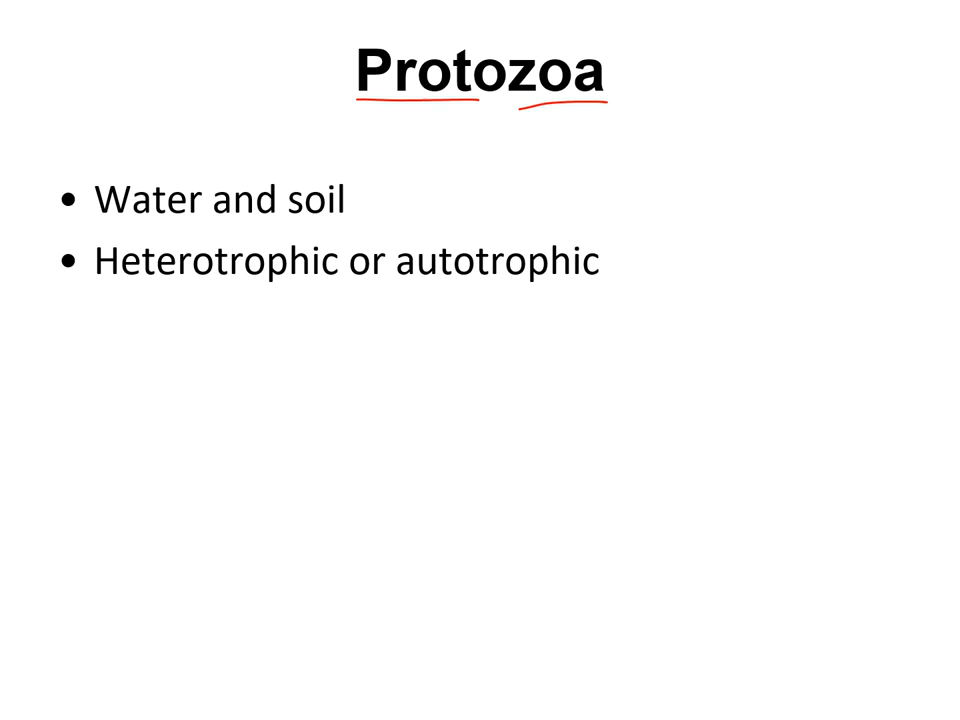 Protozoa
• Water and soil
• Heterotrophic or autotrophic